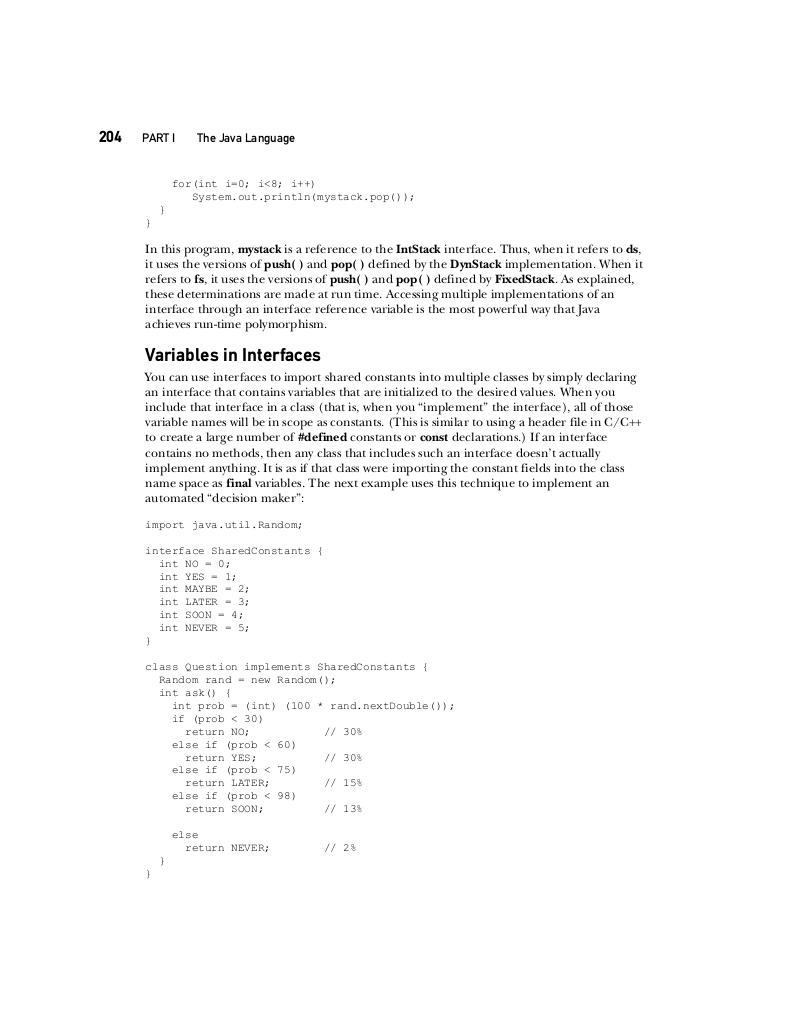 204 PART I The Java Language
for(int i=0; i<8; i++)
System.out.println(mystack.pop());
}
}
In this program, mystack is a reference to the IntStack interface. Thus, when it refers to ds,
it uses the versions of push( ) and pop( ) defined by the DynStack implementation. When it
refers to fs, it uses the versions of push( ) and pop( ) defined by FixedStack. As explained,
these determinations are made at run time. Accessing multiple implementations of an
interface through an interface reference variable is the most powerful way that Java
achieves run-time polymorphism.
Variables in Interfaces
You can use interfaces to import shared constants into multiple classes by simply declaring
an interface that contains variables that are initialized to the desired values. When you
include that interface in a class (that is, when you “implement” the interface), all of those
variable names will be in scope as constants. (This is similar to using a header file in C/C++
to create a large number of #defined constants or const declarations.) If an interface
contains no methods, then any class that includes such an interface doesn’t actually
implement anything. It is as if that class were importing the constant fields into the class
name space as final variables. The next example uses this technique to implement an
automated “decision maker”:
import java.util.Random;
interface SharedConstants {
int NO = 0;
int YES = 1;
int MAYBE = 2;
int LATER = 3;
int SOON = 4;
int NEVER = 5;
}
class Question implements SharedConstants {
Random rand = new Random();
int ask() {
int prob = (int) (100 * rand.nextDouble());
if (prob < 30)
return NO; // 30%
else if (prob < 60)
return YES; // 30%
else if (prob < 75)
return LATER; // 15%
else if (prob < 98)
return SOON; // 13%
else
return NEVER; // 2%
}
}